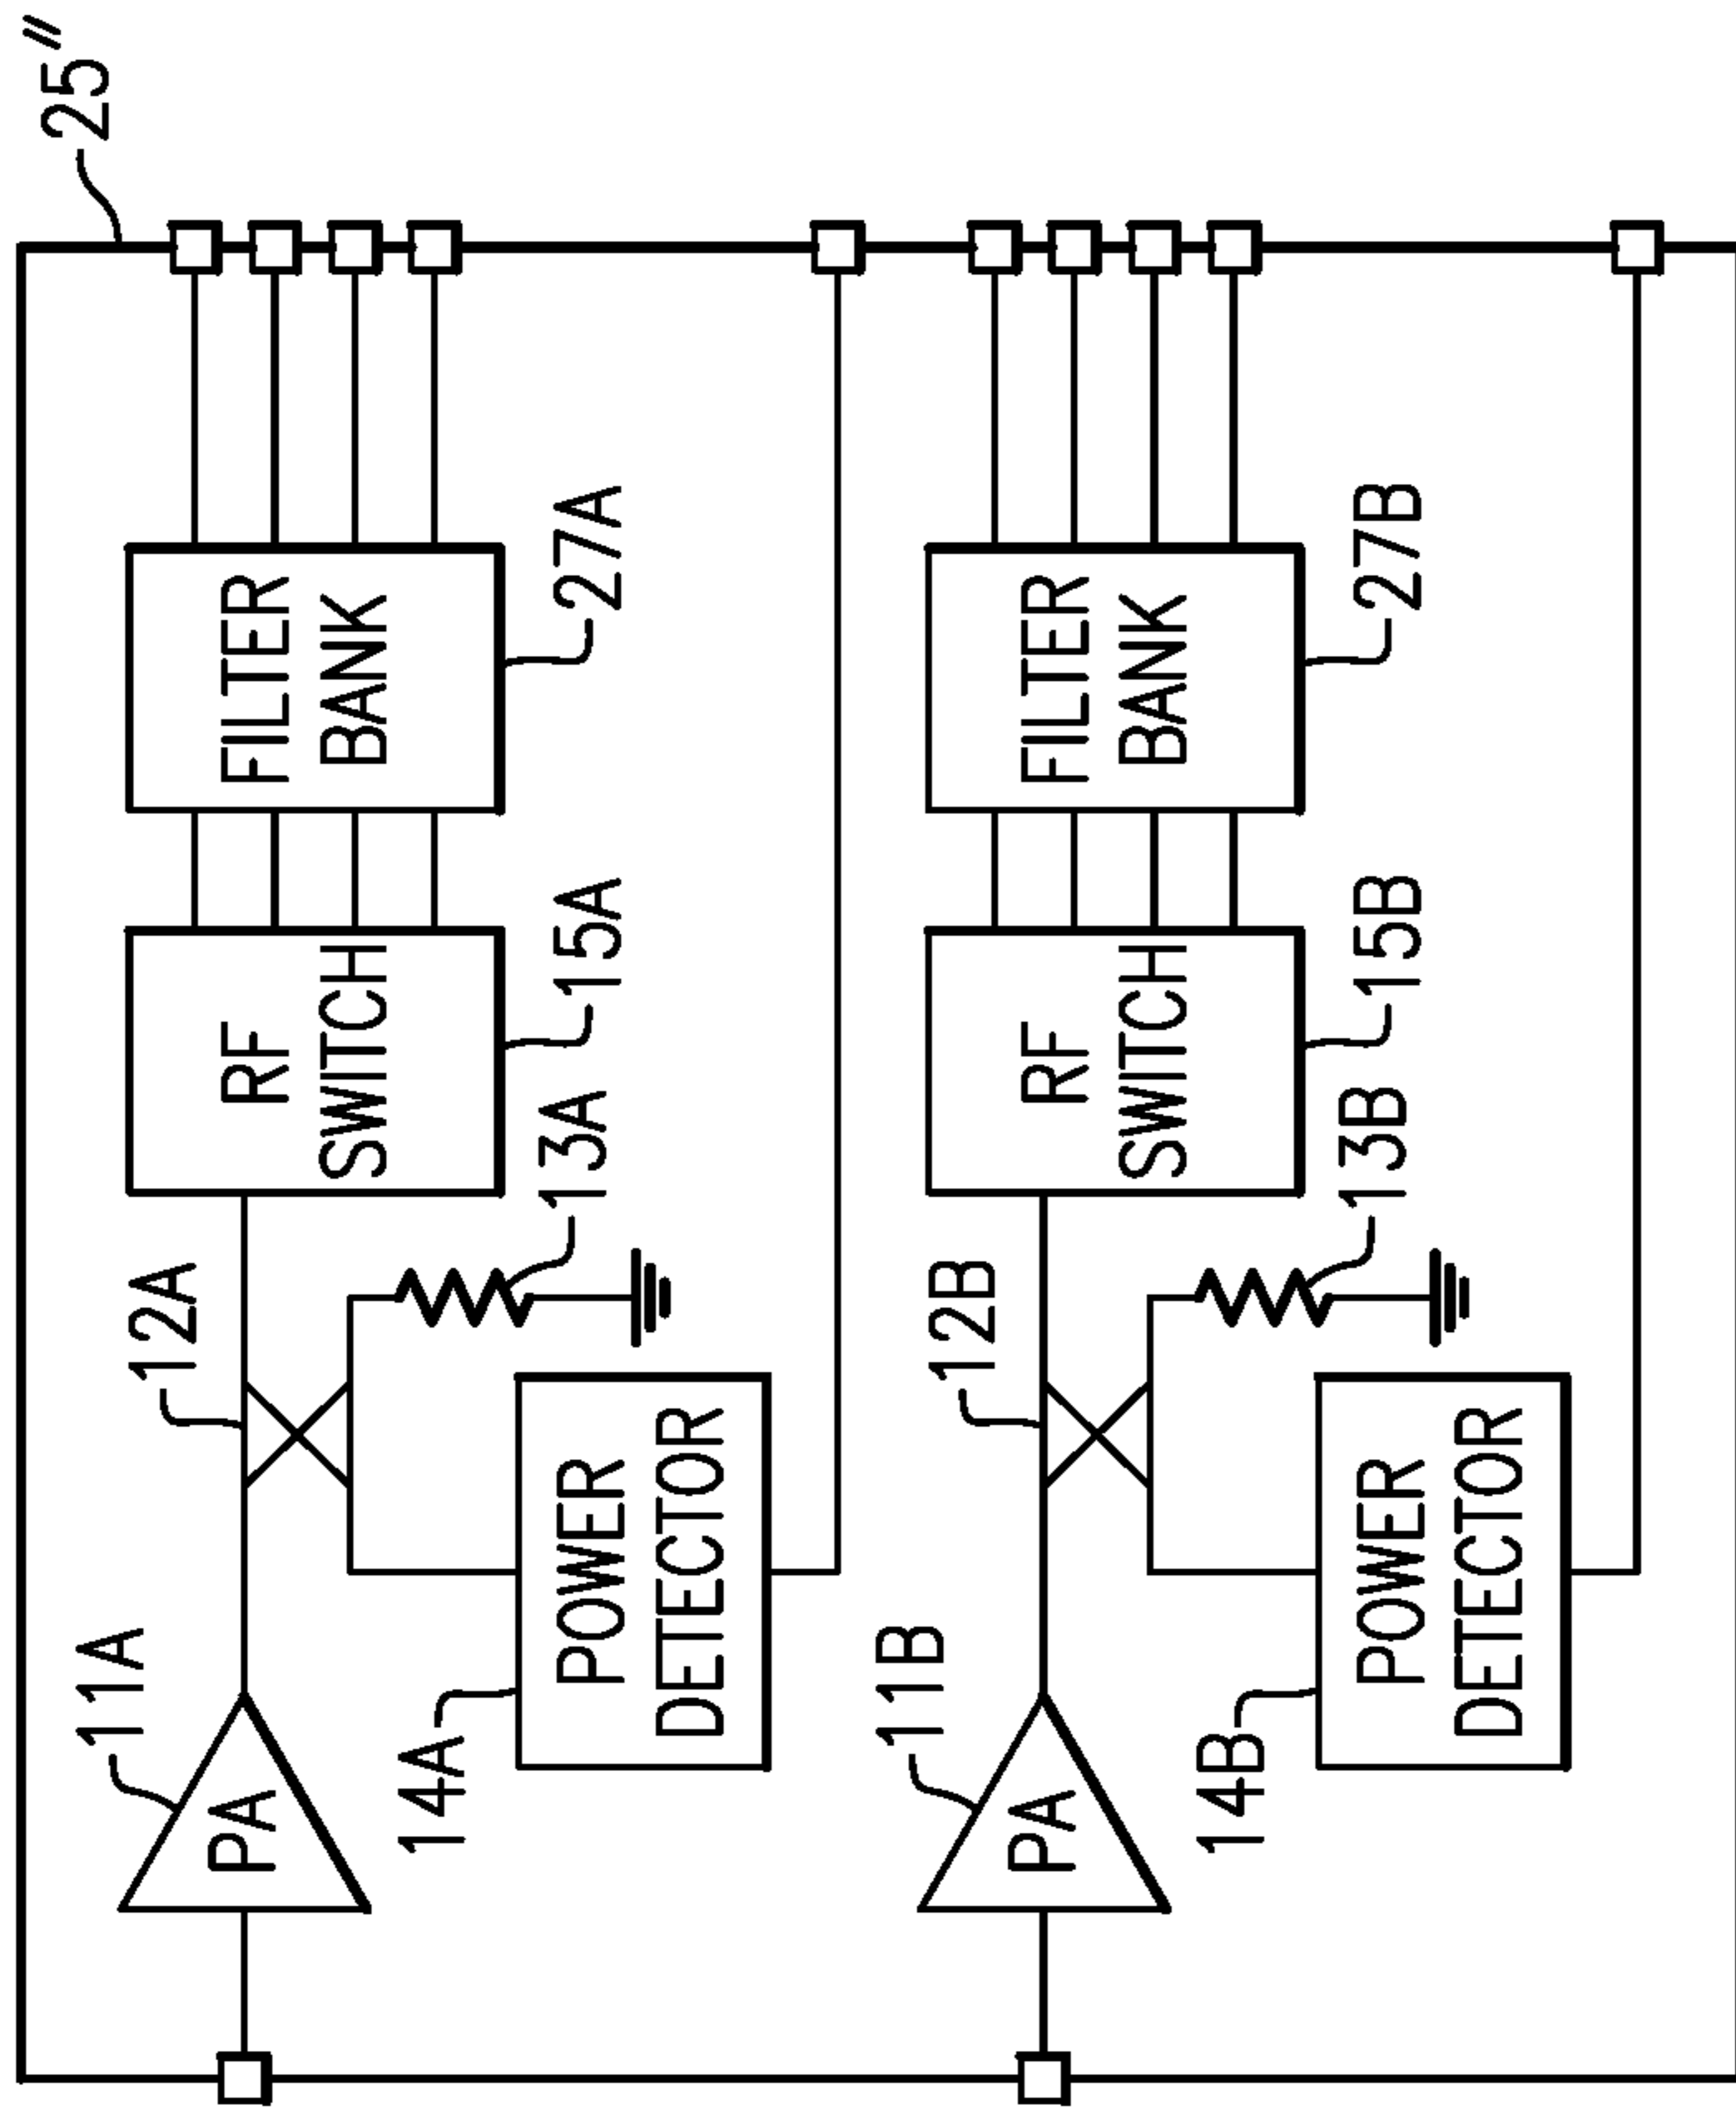 25"
11A
PA
12A
13A
14A
POWER
DETECTOR
RF
SWITCH
15A
FILTER
BANK
27A
11B
PA
12B
13B
14B
POWER
DETECTOR
RF
SWITCH
15B
FILTER
BANK
27B